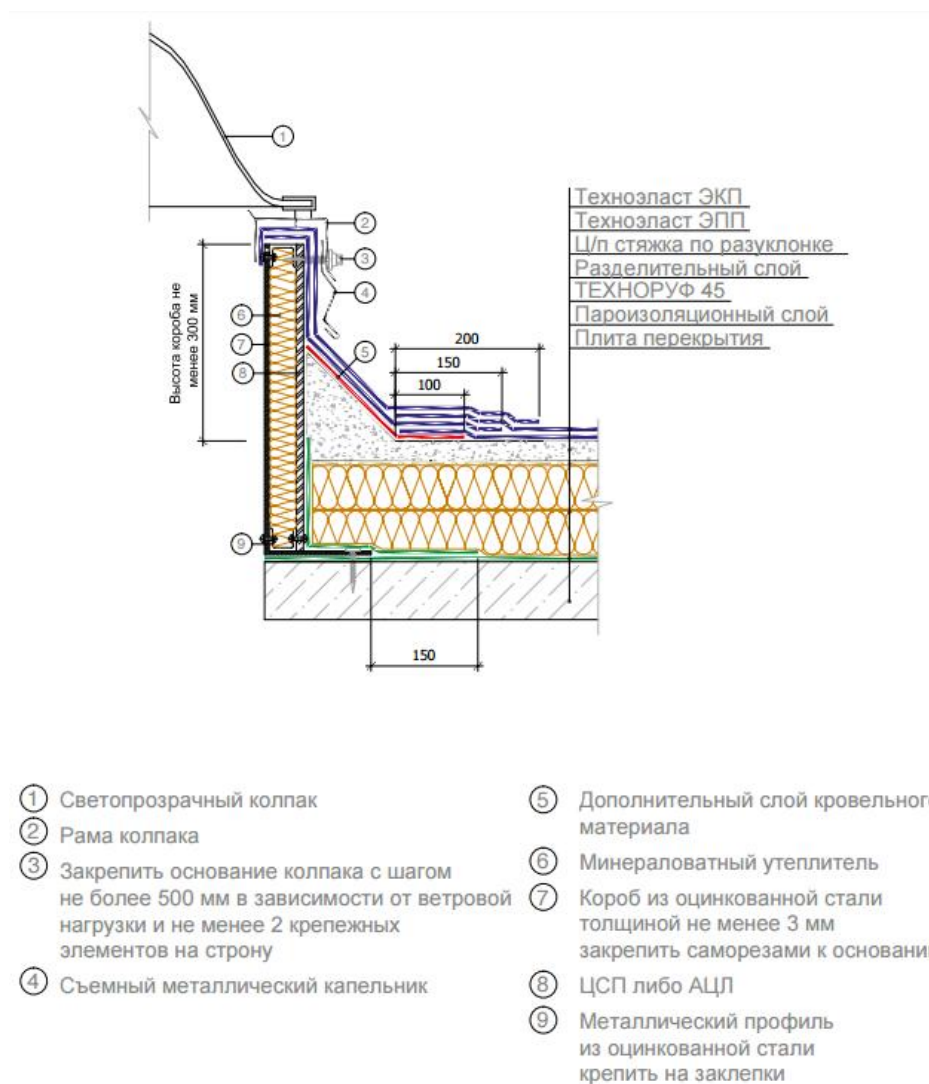 1
Техноэласт ЭКП
2
Техноэласт ЭПП
Ц/п стяжка по разуклонке
3
Разделительный слой
4
ТЕХНОРУФ 45
6
Пароизоляционный слой
Высота короба не
менее 300 мм
7
5
200
Плита перекрытия
8
150
100
9
150
1 Светопрозрачный колпак
2 Рама колпака
3 Закрепить основание колпака с шагом
не более 500 мм в зависимости от ветровой
нагрузки и не менее 2 крепежных
элементов на строну
4 Съемный металлический капельник
5 Дополнительный слой кровельного
материала
6 Минераловатный утеплитель
7 Короб из оцинкованной стали
толщиной не менее 3 мм
закрепить саморезами к основани
8 ЦСП либо АЦЛ
9 Металлический профиль
из оцинкованной стали
крепить на заклепки